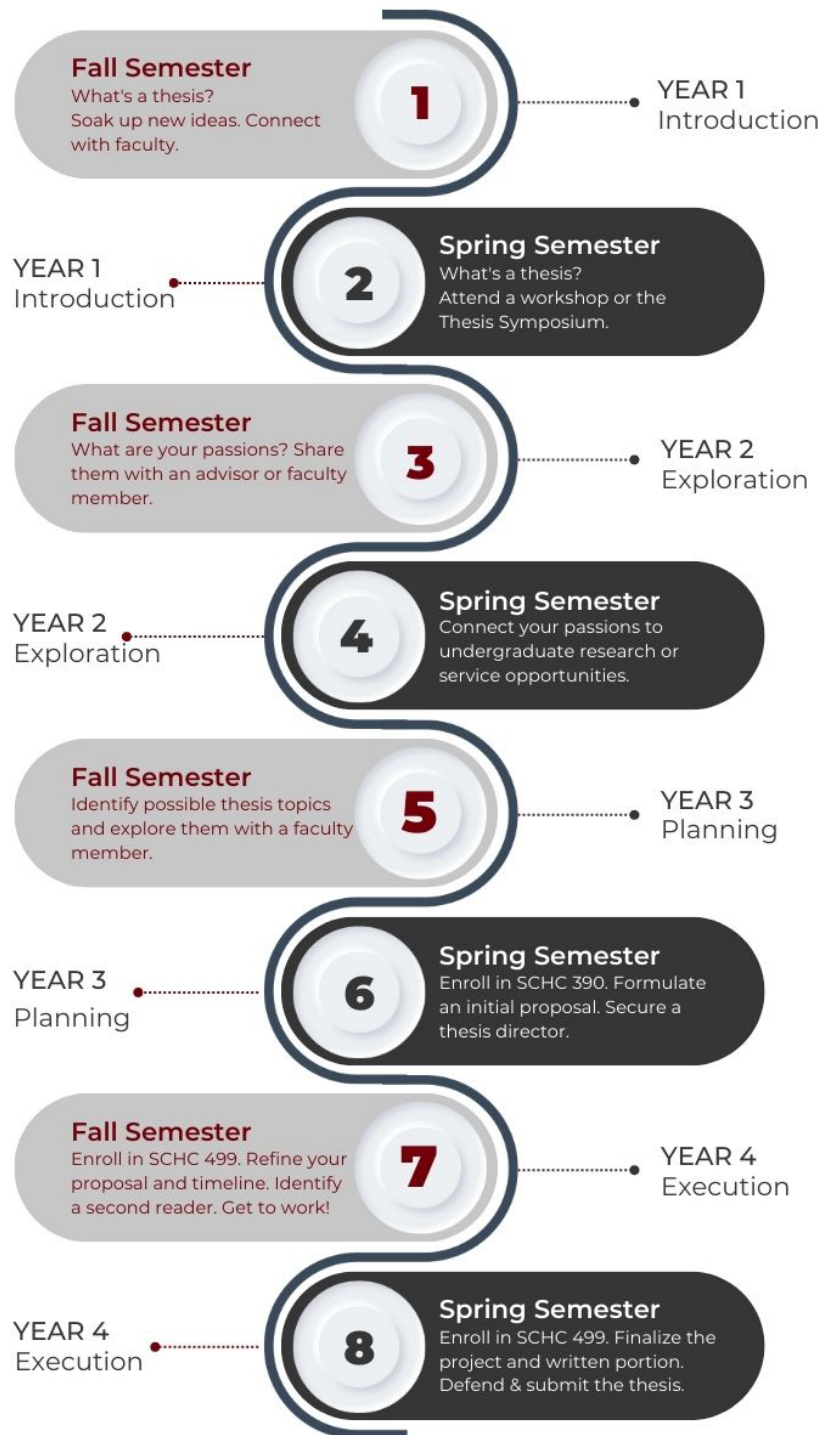 Fall Semester
What's a thesis?
Soak up new ideas. Connect
with faculty.
1
YEAR 1
Introduction
YEAR 1
Introduction
2
Spring Semester
What's a thesis?
Attend a workshop or the
Thesis Symposium.
Fall Semester
What are your passions? Share
them with an advisor or faculty
member.
3
YEAR 2
Exploration
YEAR 2
Exploration
4
Spring Semester
Connect your passions to
undergraduate research or
service opportunities.
Fall Semester
Identify possible thesis topics
and explore them with a faculty
member.
5
YEAR 3
Planning
YEAR 3
Planning
6
Spring Semester
Enroll in SCHC 390. Formulate
an initial proposal. Secure a
thesis director.
Fall Semester
Enroll in SCHC 499. Refine your
proposal and timeline. Identify
a second reader. Get to work!
7
YEAR 4
Execution
YEAR 4
Execution
8
Spring Semester
Enroll in SCHC 499. Finalize the
project and written portion.
Defend & submit the thesis.